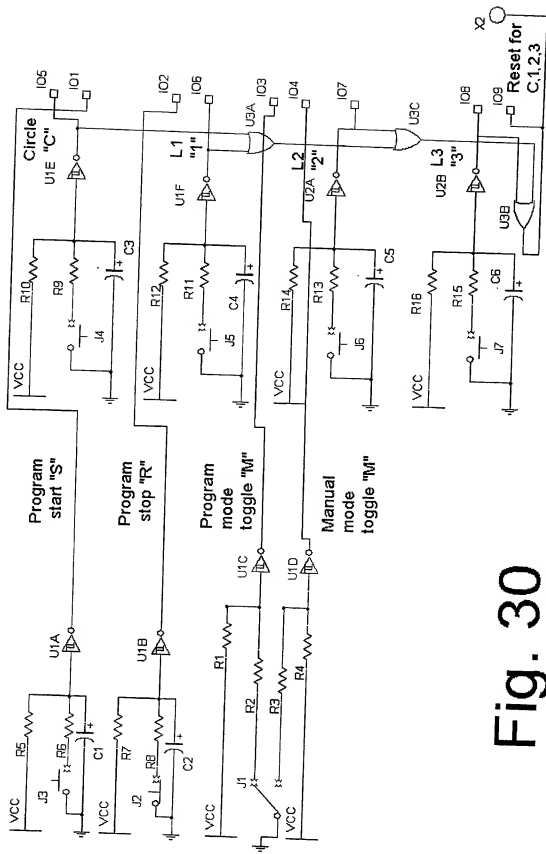 X2
Reset for
C,1,2,3
IO5
IO1
IO2
IO6
IO3
IO4
IO7
IO8
IO9
Circle
"C"
U1E
R10
R9
C3
J4
VCC
L1
"1"
U1F
U3A
R12
R11
C4
J5
VCC
L2
"2"
U2A
U3C
R14
R13
C5
J6
VCC
L3
"3"
U2B
U3B
R16
R15
C6
J7
VCC
Program
start "S"
U1A
R5
R6
C1
J3
VCC
Program
stop "R"
U1B
R7
R8
C2
J2
VCC
Program
mode
toggle "M"
U1C
R1
R2
J1
VCC
Manual
mode
toggle "M"
U1D
R3
R4
VCC
Fig. 30